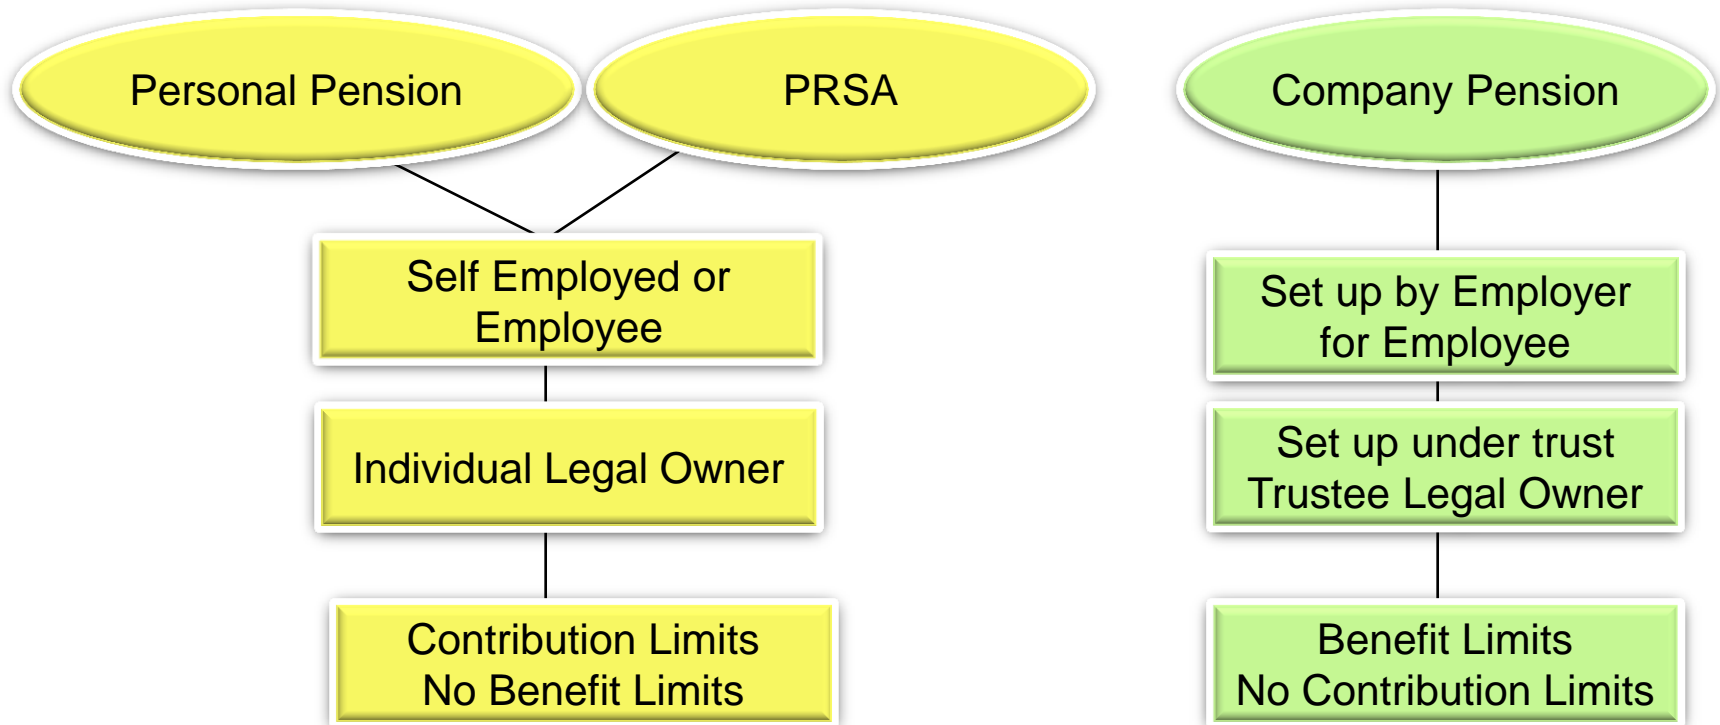 Personal Pension
PRSA
Company Pension
Self Employed or
Employee
Set up by Employer
for Employee
Individual Legal Owner
Set up under trust
Trustee Legal Owner
Contribution Limits
No Benefit Limits
Benefit Limits
No Contribution Limits